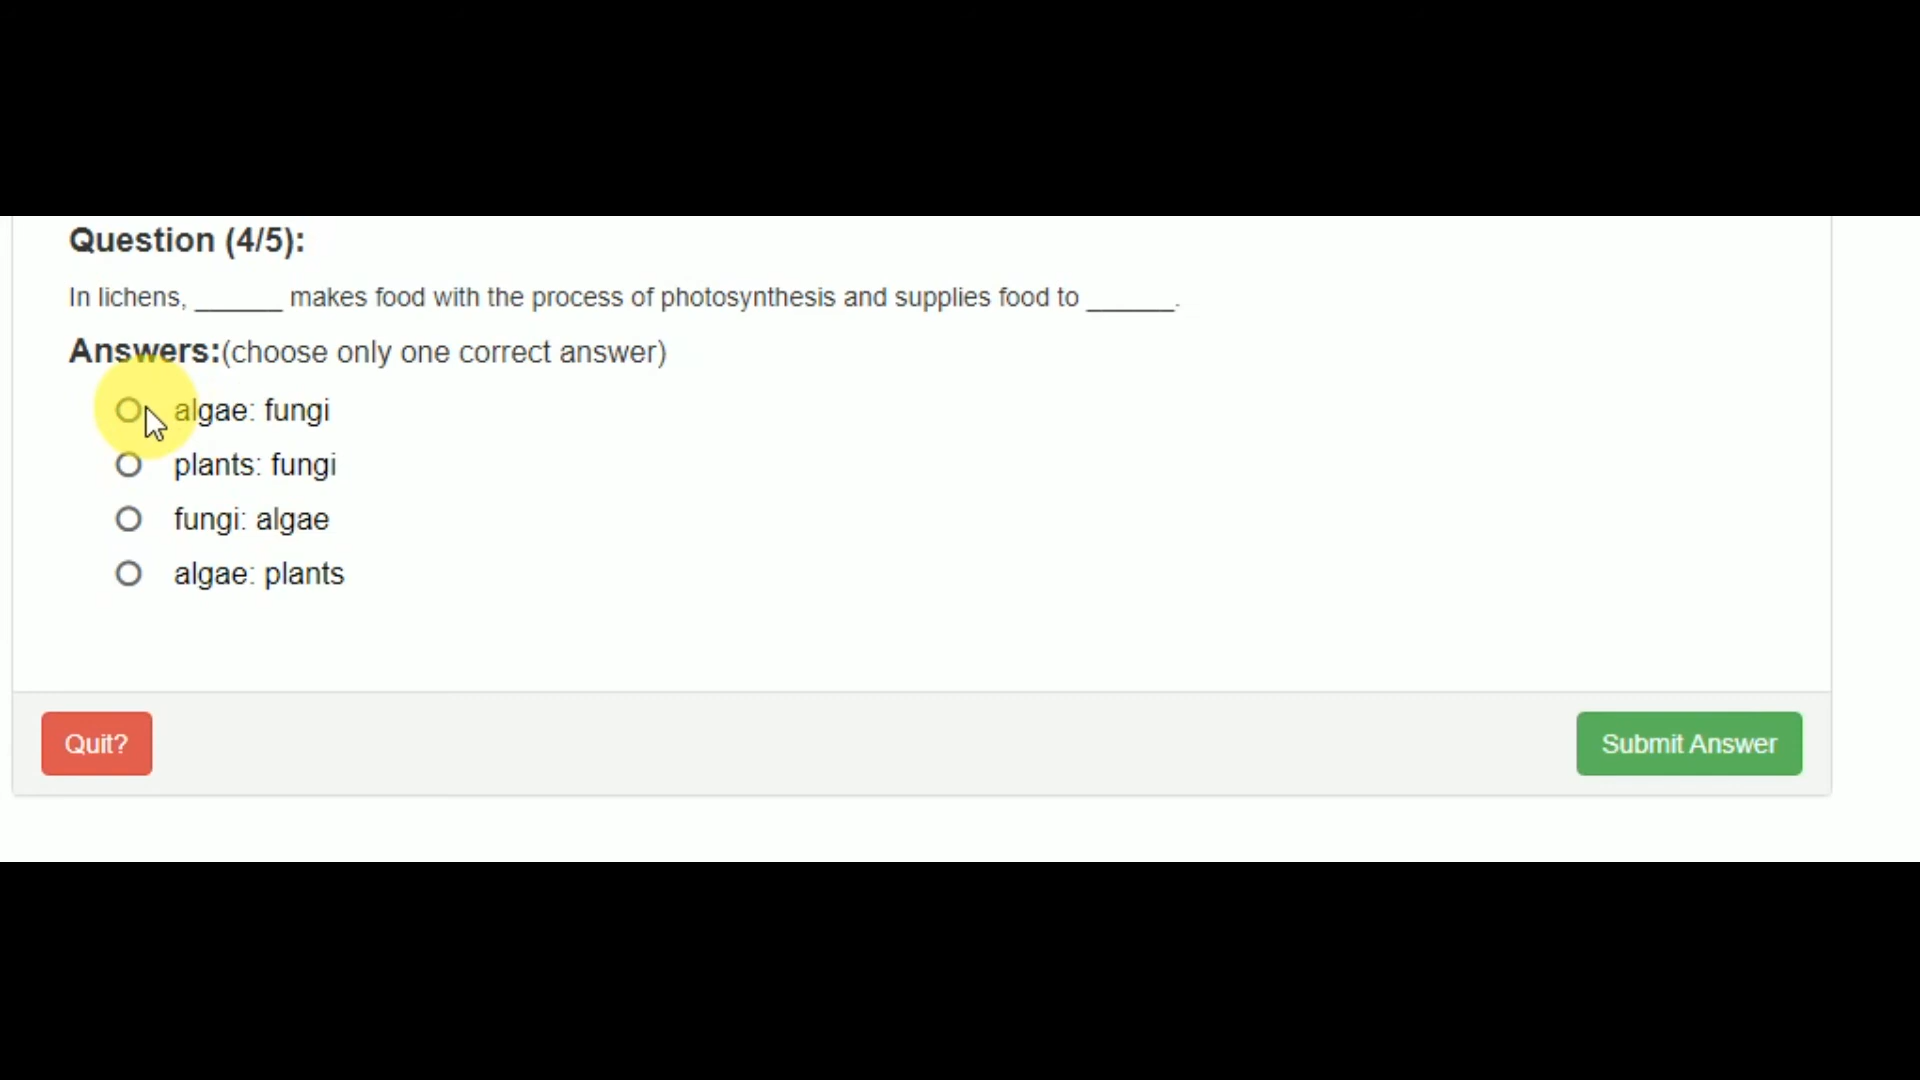 Question (4/5):
In lichens, ______ makes food with the process of photosynthesis and supplies food to ______.
Answers:(choose only one correct answer)
algae: fungi
plants: fungi
fungi: algae
algae: plants
Quit?
Submit Answer